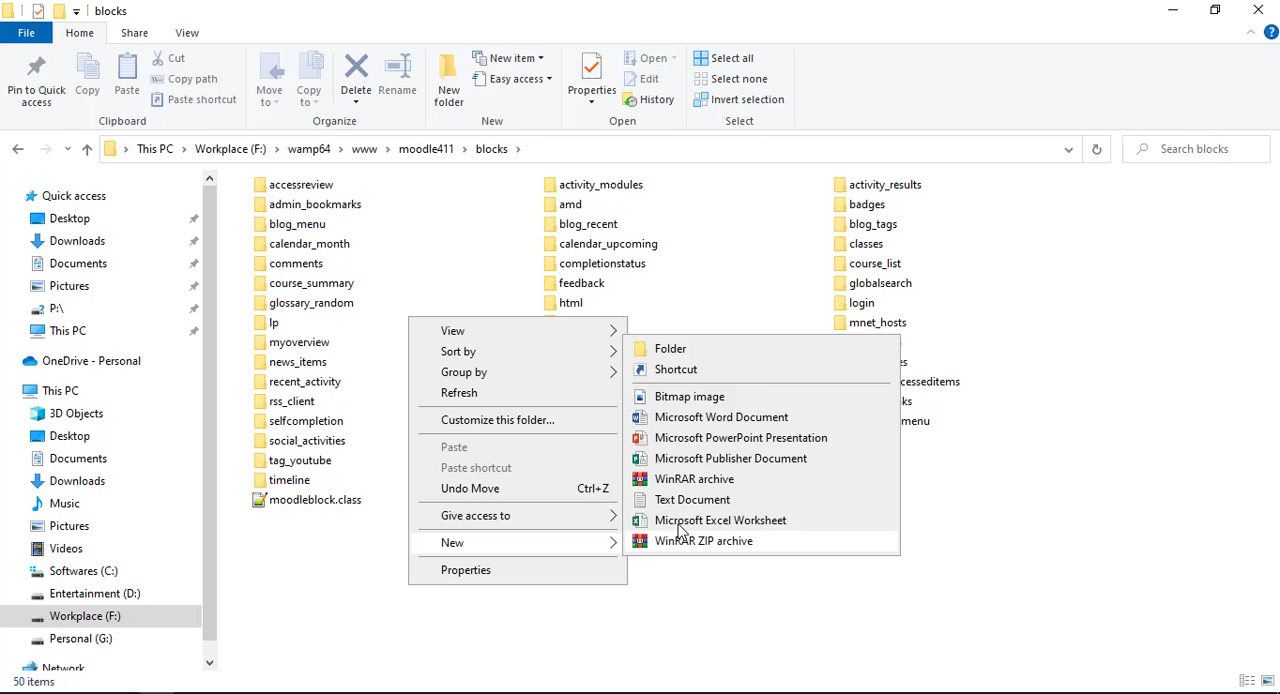 blocks
File
Home
Share
View
Pin to Quick
access
Copy
Paste
Cut
Copy path
Paste shortcut
Clipboard
Move
to
Copy
to
Delete
Rename
Organize
New
folder
New item
Easy access
New
Properties
Open
Edit
History
Open
Select all
Select none
Invert selection
Select
This PC
Workplace (F:)
wamp64
www
moodle411
blocks
Search blocks
Quick access
Desktop
Downloads
Documents
Pictures
P:\
This PC
OneDrive - Personal
This PC
3D Objects
Desktop
Documents
Downloads
Music
Pictures
Videos
Softwares (C:)
Entertainment (D:)
Workplace (F:)
Personal (G:)
Network
accessreview
admin_bookmarks
blog_menu
calendar_month
comments
course_summary
glossary_random
lp
myoverview
news_items
recent_activity
rss_client
selfcompletion
social_activities
tag_youtube
timeline
moodleblock.class
activity_modules
amd
blog_recent
calendar_upcoming
completionstatus
feedback
html
activity_results
badges
blog_tags
classes
course_list
globalsearch
login
mnet_hosts
View
Sort by
Group by
Refresh
Customize this folder...
Paste
Paste shortcut
Undo Move Ctrl+Z
Give access to
New
Properties
Folder
Shortcut
Bitmap image
Microsoft Word Document
Microsoft PowerPoint Presentation
Microsoft Publisher Document
WinRAR archive
Text Document
Microsoft Excel Worksheet
WinRAR ZIP archive
50 items